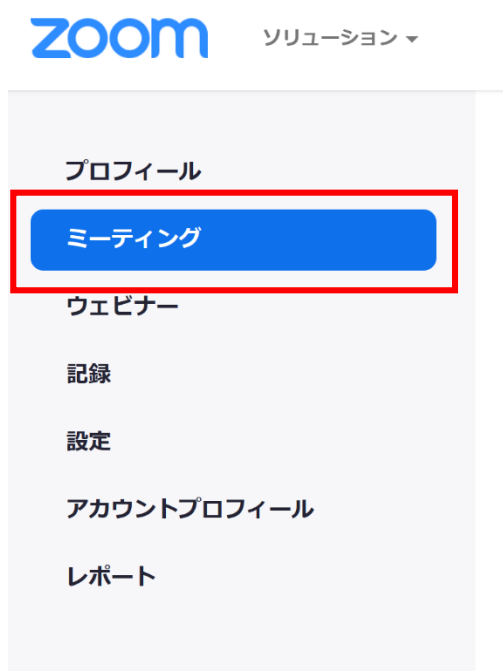 zoom ソリューション
プロフィール
ミーティング
ウェビナー
記録
設定
アカウントプロフィール
レポート